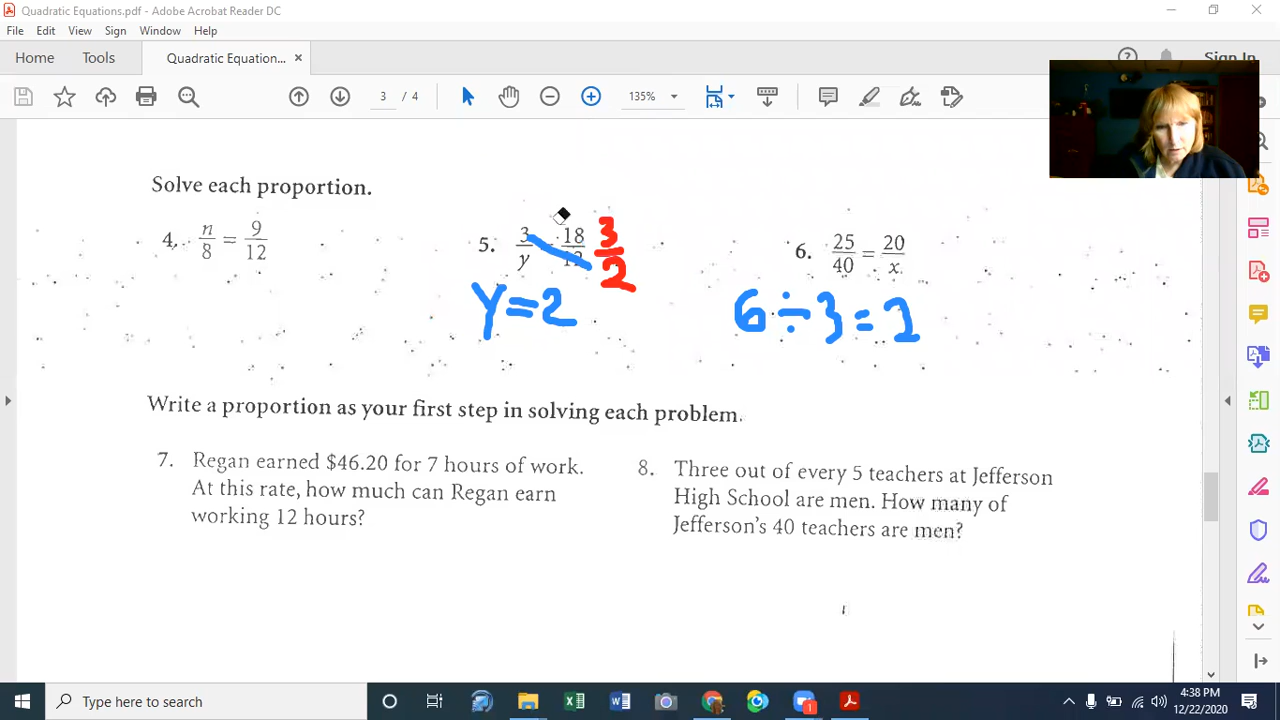 Quadratic Equations.pdf - Adobe Acrobat Reader DC
File Edit View Sign Window Help
Home Tools Quadratic Equation... × Sign In
3 / 4 135%
Solve each proportion.
4. n/8 = 9/12
5. 3/y = 18/12 3/2
6. 25/40 = 20/x
y=2
6 ÷ 3 = 2
Write a proportion as your first step in solving each problem.
7. Regan earned $46.20 for 7 hours of work.
At this rate, how much can Regan earn
working 12 hours?
8. Three out of every 5 teachers at Jefferson
High School are men. How many of
Jefferson's 40 teachers are men?
Type here to search
4:38 PM
12/22/2020